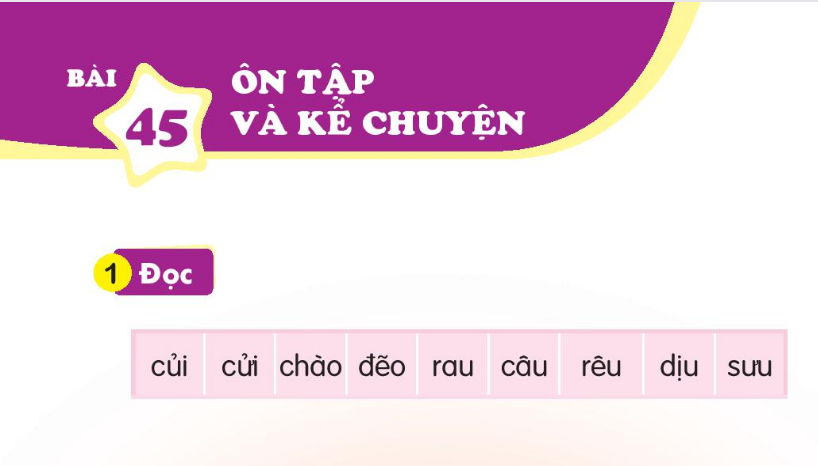 BÀI
45
ÔN TẬP
VÀ KỂ CHUYỆN
1 Đọc
củi cửi chào đẽo rau câu rêu dịu sưu